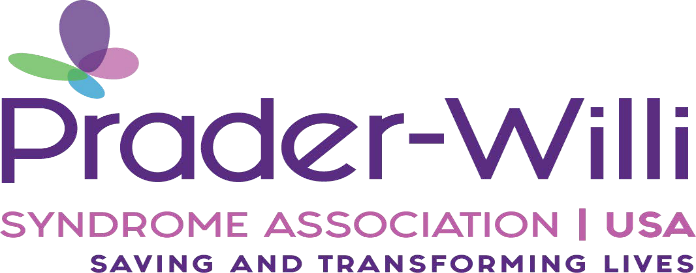 Prader-Willi
SYNDROME ASSOCIATION | USA
SAVING AND TRANSFORMING LIVES